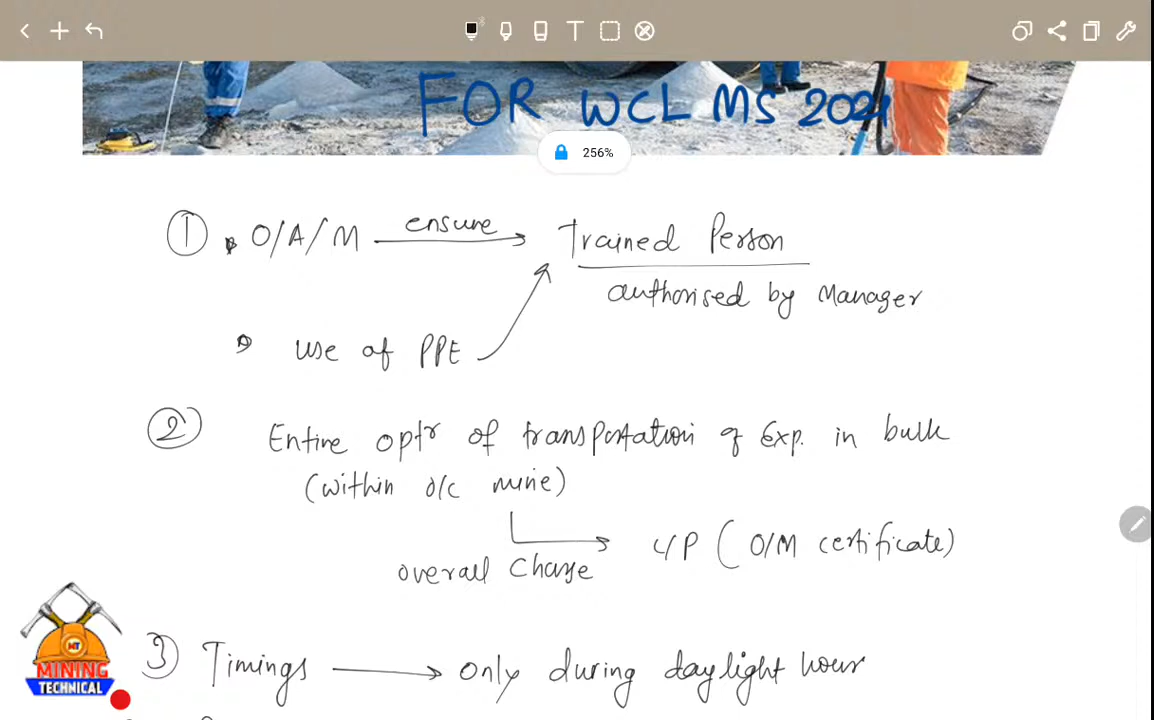 T
FOR WCL MS 2021
256%
① O/A/M ensure Trained Person
authorised by Manager
Use of PPE
② Entire optr of transportation of Exp. in bulk
(within o/c mine)
overall Charge C/P (O/M certificate)
③ Timings only during daylight hour
MT
MINING
TECHNICAL